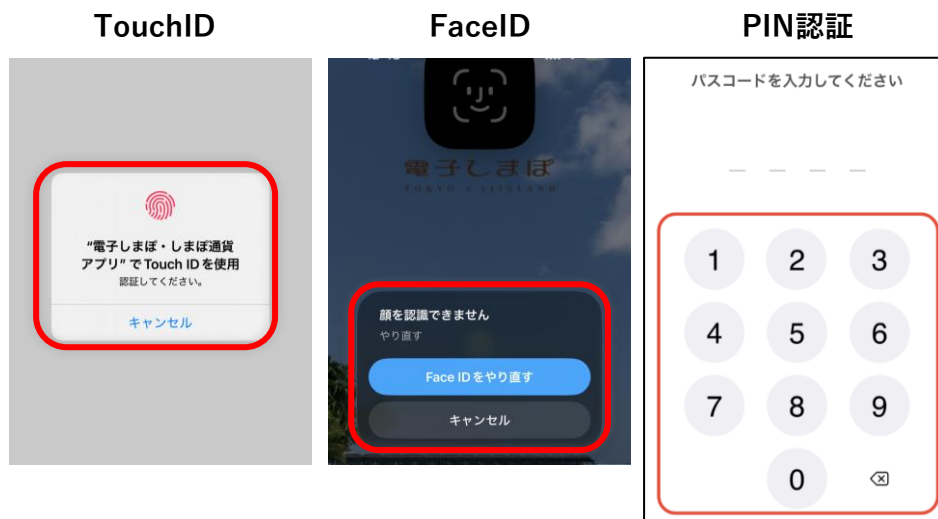 TouchID
FaceID
PIN認証
“電子しまぽ・しまぽ通貨
アプリ” で Touch ID を使用
認証してください。
キャンセル
電子しまぽ
顔を認識できません
やり直す
Face ID をやり直す
キャンセル
パスコードを入力してください
1 2 3
4 5 6
7 8 9
0